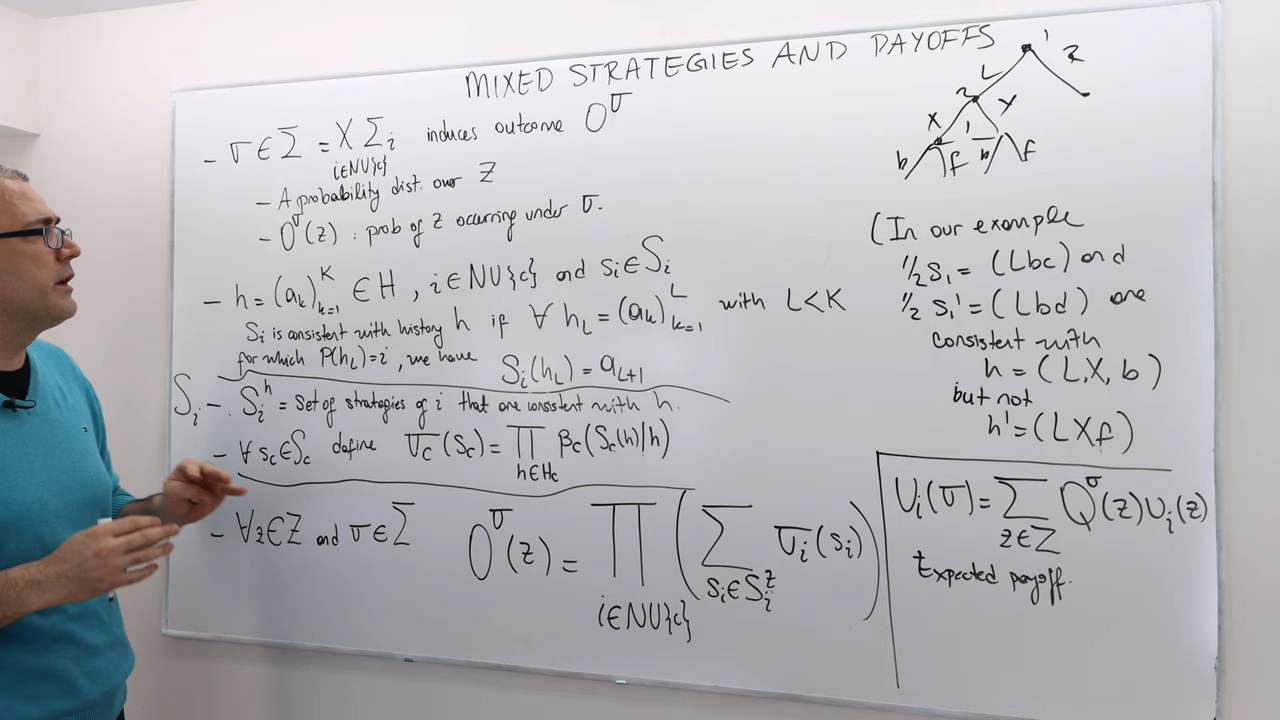 MIXED STRATEGIES AND PAYOFFS
- σ ∈ Σ = X Σi induces outcome O^σ
i∈NU{c}
- A probability dist. over Z
- O^σ(z) : prob of z occurring under σ.
- h = (ak)^K k=1 ∈ H , i ∈ NU{c} and si ∈ Si
Si is consistent with history h if ∀ hL = (ak)^L k=1 with L<K
for which P(hL)=i , we have Si(hL) = aL+1
Si - Si^h = Set of strategies of i that are consistent with h.
- ∀ sc∈Sc define σc(Sc) = ∏ βc(Sc(h)|h)
h∈Hc
- ∀z∈Z and σ∈Σ O^σ(z) = ∏ ( Σ σi(si) )
i∈NU{c} si∈Si^z
1
L R
2
X Y
1
b f b f
(In our example
1/2 S1 = (Lbc) and
1/2 S1' = (Lbd) are
consistent with
h = (L,X,b)
but not
h' = (LXf)
Ui(σ) = Σ O^σ(z) Ui(z)
z∈Z
Expected payoff.